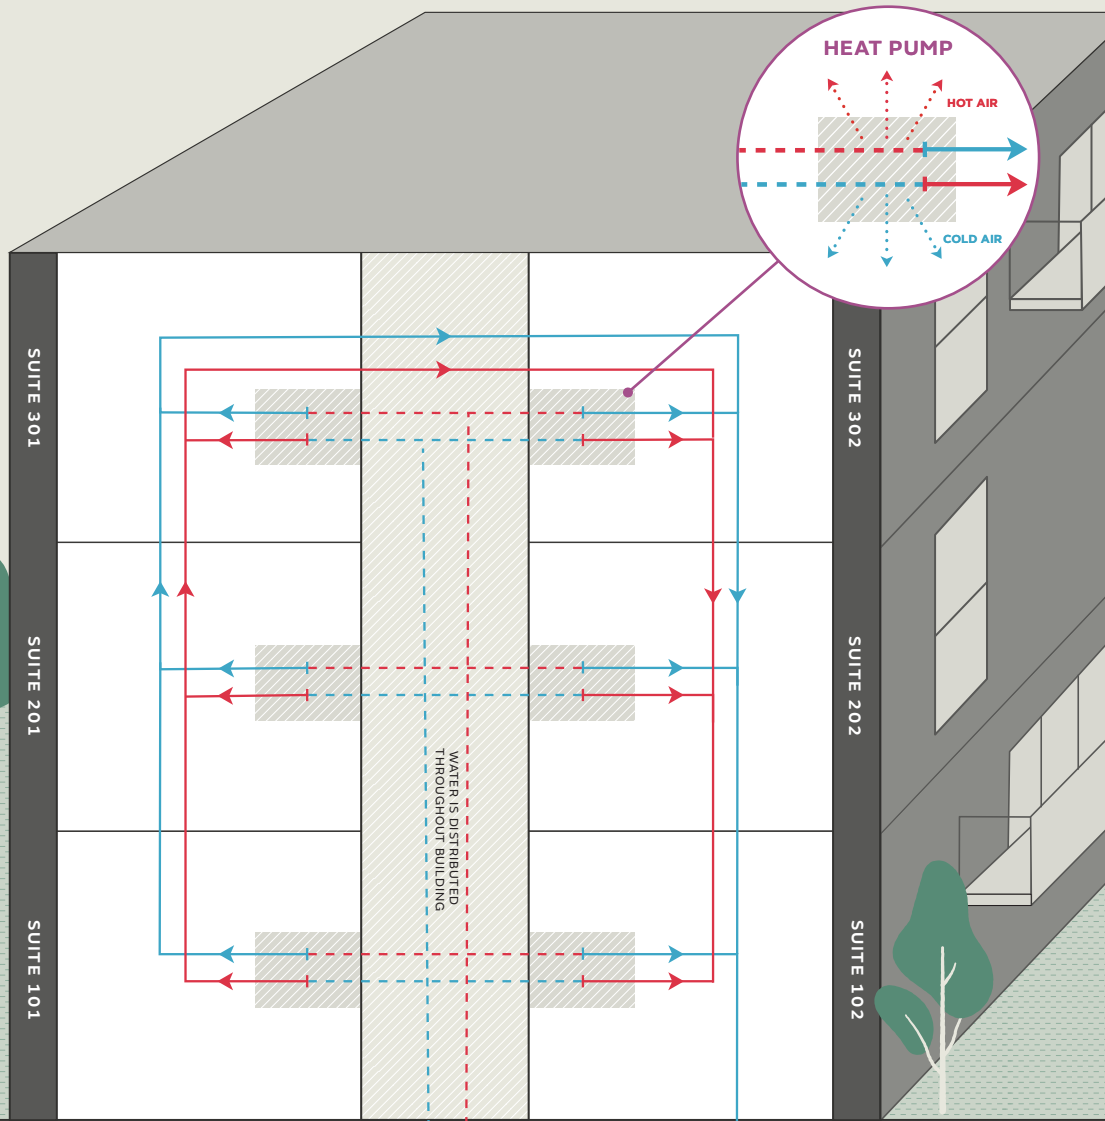 HEAT PUMP
HOT AIR
COLD AIR
SUITE 301
SUITE 302
SUITE 201
SUITE 202
WATER IS DISTRIBUTED
THROUGHOUT BUILDING
SUITE 101
SUITE 102